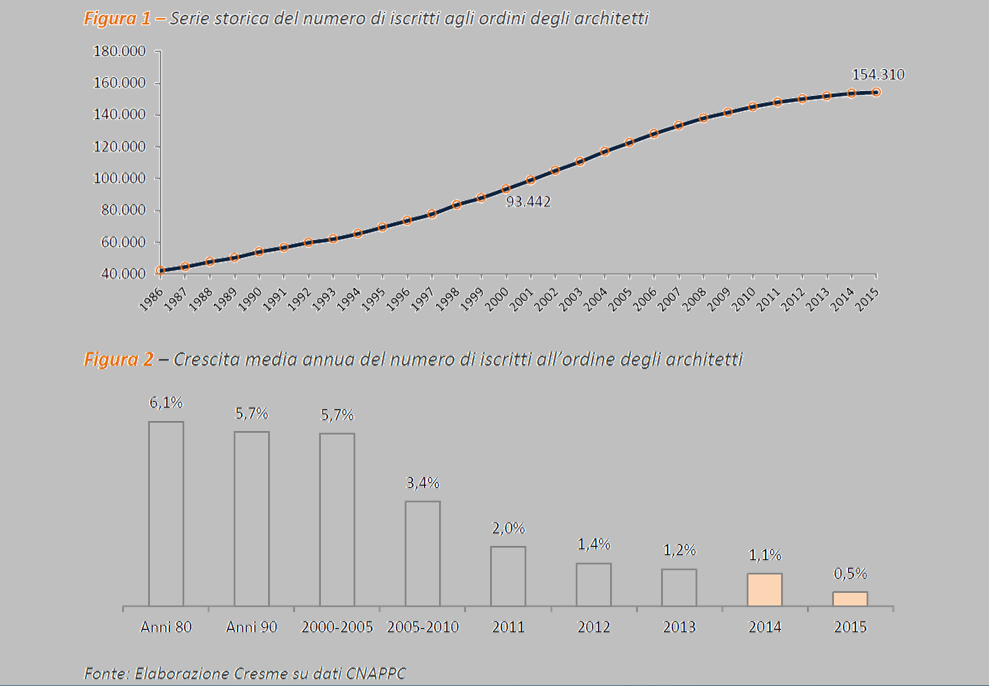 Figura 1 – Serie storica del numero di iscritti agli ordini degli architetti
180.000
160.000
140.000
120.000
100.000
80.000
60.000
40.000
154.310
93.442
1986 1987 1988 1989 1990 1991 1992 1993 1994 1995 1996 1997 1998 1999 2000 2001 2002 2003 2004 2005 2006 2007 2008 2009 2010 2011 2012 2013 2014 2015
Figura 2 – Crescita media annua del numero di iscritti all'ordine degli architetti
6,1% 5,7% 5,7% 3,4% 2,0% 1,4% 1,2% 1,1% 0,5%
Anni 80 Anni 90 2000-2005 2005-2010 2011 2012 2013 2014 2015
Fonte: Elaborazione Cresme su dati CNAPPC